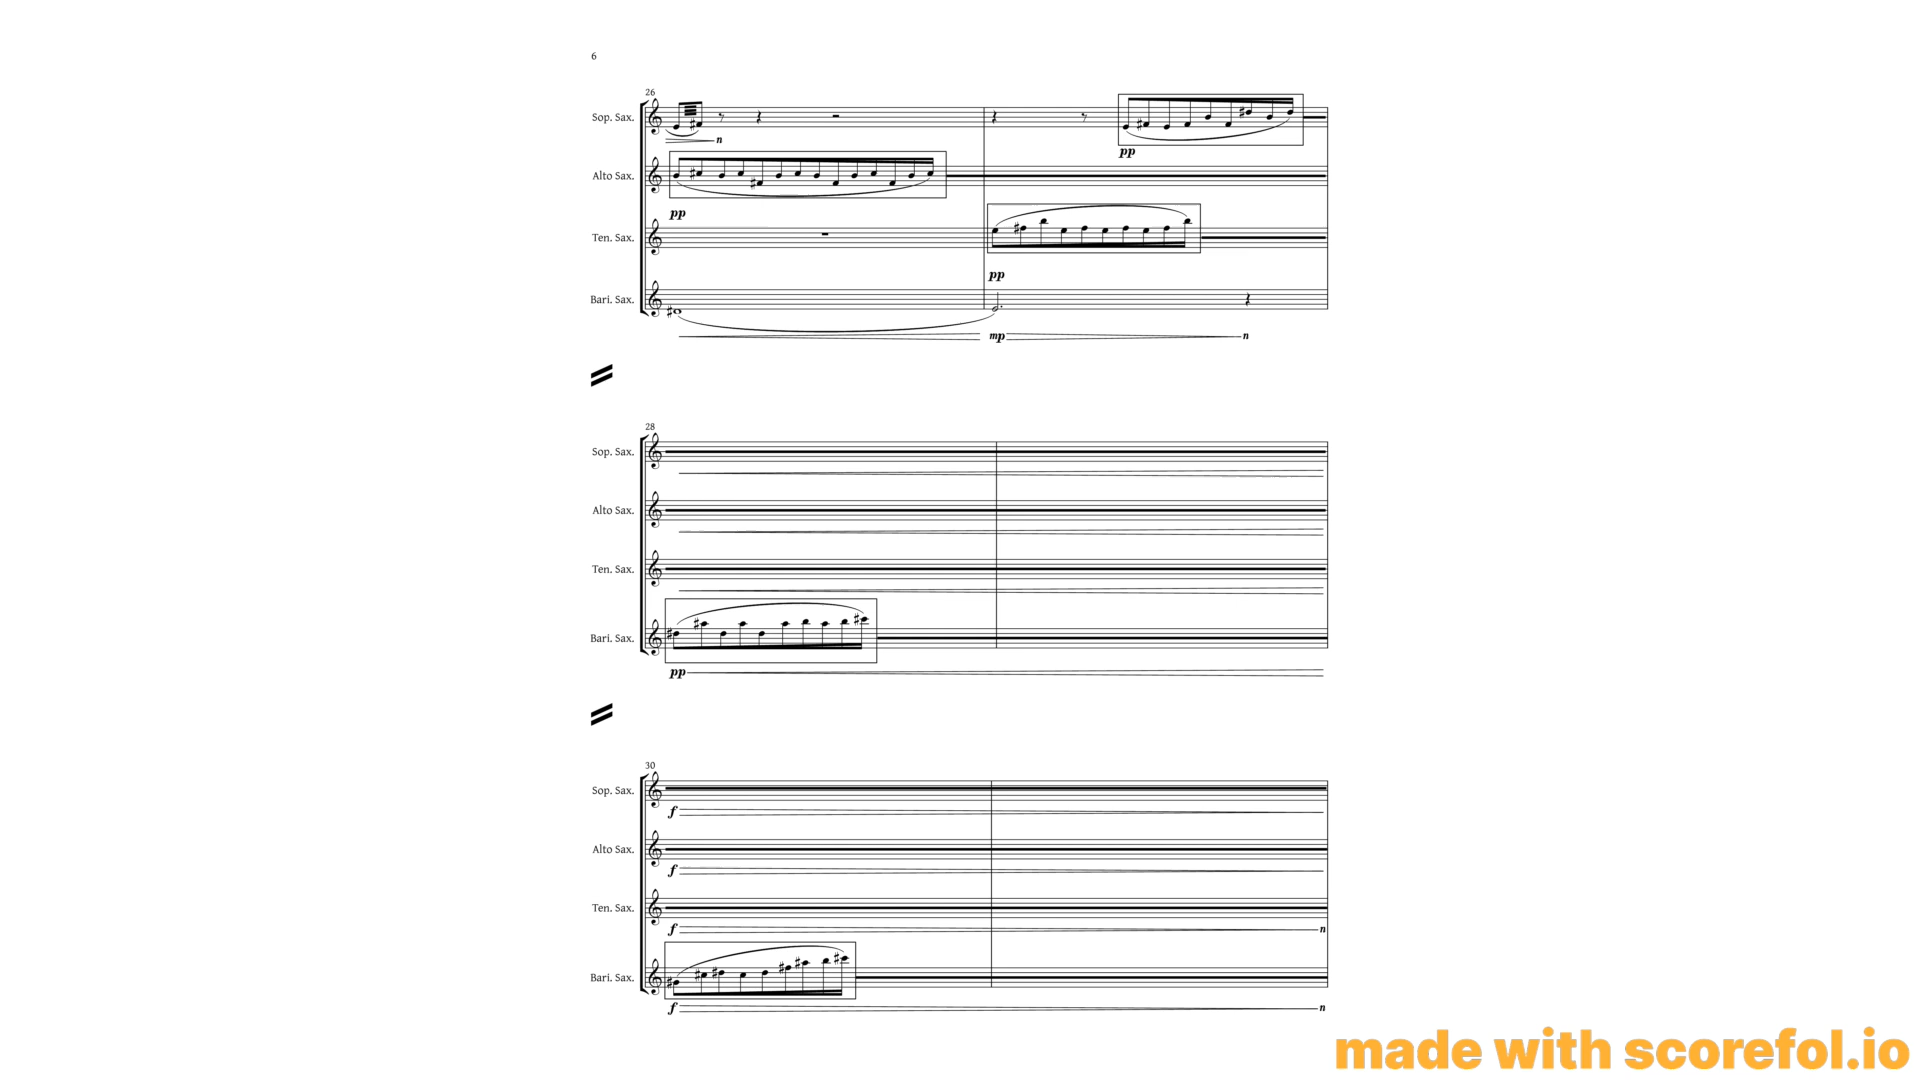 6
26
Sop. Sax.
n
pp
Alto Sax.
pp
Ten. Sax.
pp
Bari. Sax.
mp
n
28
Sop. Sax.
Alto Sax.
Ten. Sax.
Bari. Sax.
pp
30
Sop. Sax.
f
Alto Sax.
f
Ten. Sax.
f
n
Bari. Sax.
f
n
made with scorefol.io